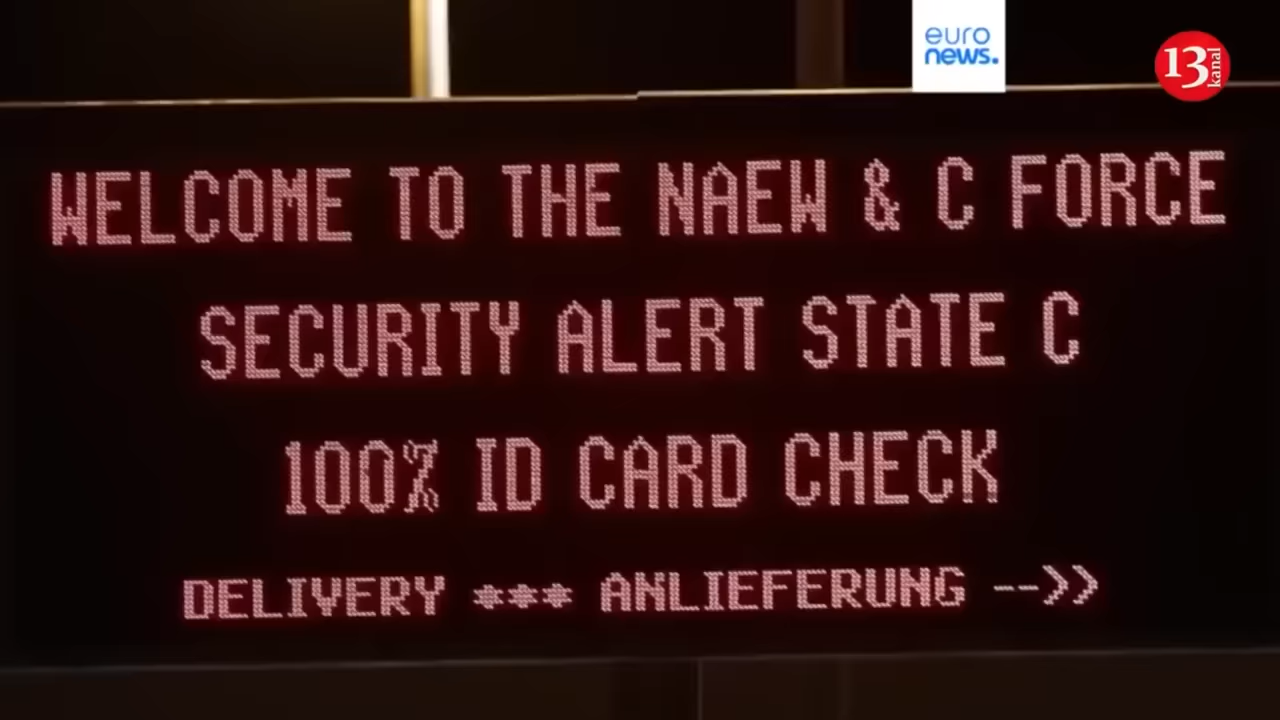 euro
news.
13 kanal
WELCOME TO THE NAEW & C FORCE
SECURITY ALERT STATE C
100% ID CARD CHECK
DELIVERY *** ANLIEFERUNG -->>